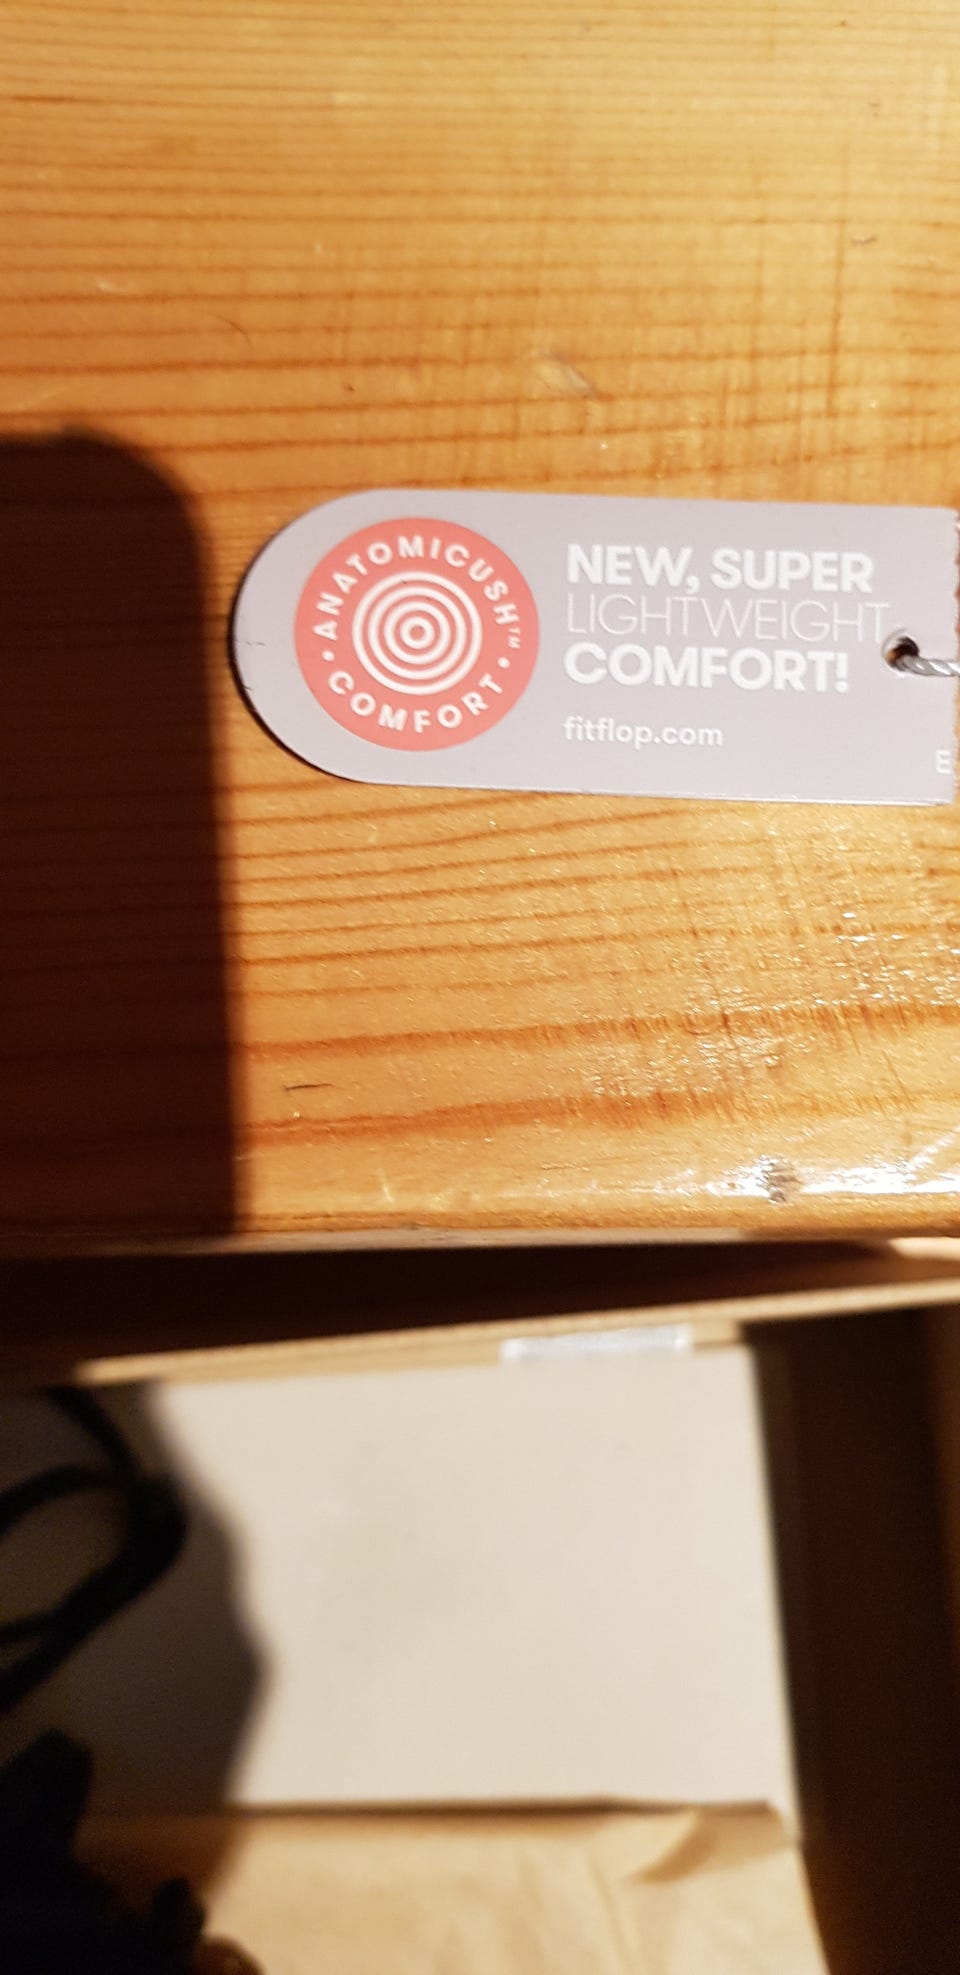 ANATOMICUSH™
COMFORT
NEW, SUPER
LIGHTWEIGHT
COMFORT!
fitflop.com
E